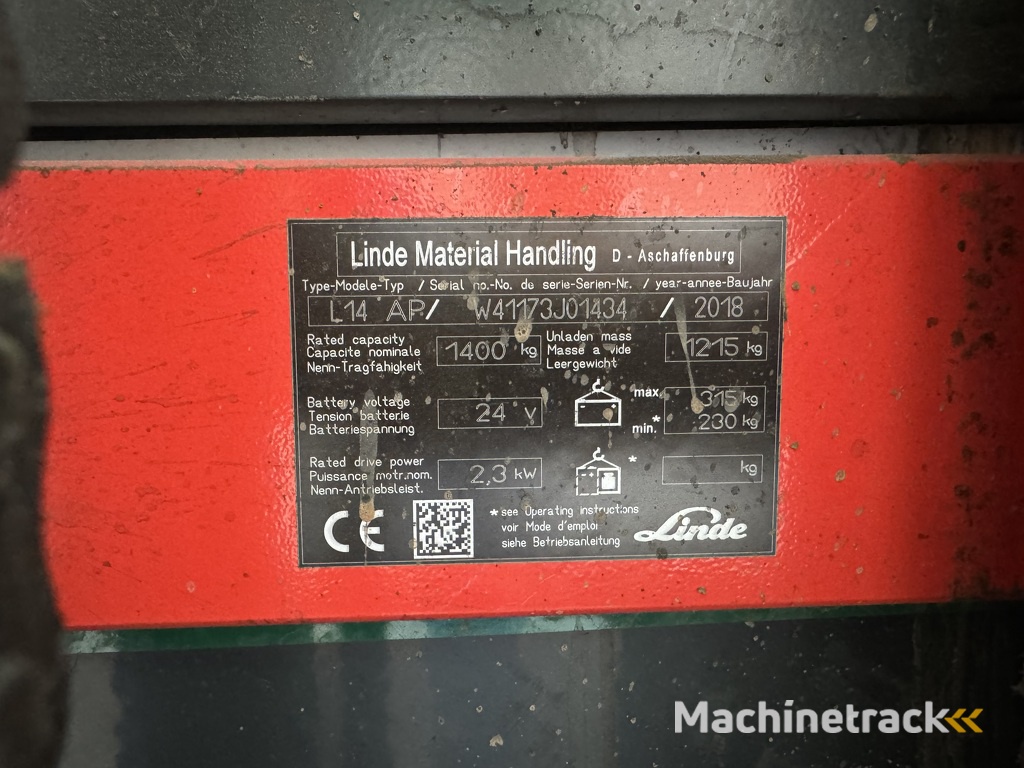 Linde Material Handling D - Aschaffenburg
Type-Modele-Typ / Serial no.-No. de serie-Serien-Nr. / year-annee-Baujahr
L14 AP/ W41173J01434 / 2018
Rated capacity
Capacite nominale
Nenn-Tragfähigkeit
1400 kg
Unladen mass
Masse a vide
Leergewicht
1215 kg
Battery voltage
Tension batterie
Batteriespannung
24 V
max. 315 kg
min.* 230 kg
Rated drive power
Puissance motr.nom.
Nenn-Antriebsleist.
2,3 kW
* kg
CE
* see Operating instructions
voir Mode d'emploi
siehe Betriebsanleitung
Linde
Machinetrack